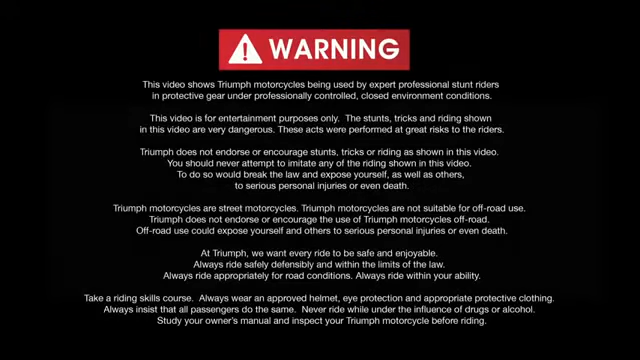 WARNING
This video shows Triumph motorcycles being used by expert professional stunt riders
in protective gear under professionally controlled, closed environment conditions.
This video is for entertainment purposes only. The stunts, tricks and riding shown
in this video are very dangerous. These acts were performed at great risks to the riders.
Triumph does not endorse or encourage stunts, tricks or riding as shown in this video.
You should never attempt to imitate any of the riding shown in this video.
To do so would break the law and expose yourself, as well as others,
to serious personal injuries or even death.
Triumph motorcycles are street motorcycles. Triumph motorcycles are not suitable for off-road use.
Triumph does not endorse or encourage the use of Triumph motorcycles off-road.
Off-road use could expose yourself and others to serious personal injuries or even death.
At Triumph, we want every ride to be safe and enjoyable.
Always ride safely defensibly and within the limits of the law.
Always ride appropriately for road conditions. Always ride within your ability.
Take a riding skills course. Always wear an approved helmet, eye protection and appropriate protective clothing.
Always insist that all passengers do the same. Never ride while under the influence of drugs or alcohol.
Study your owner's manual and inspect your Triumph motorcycle before riding.